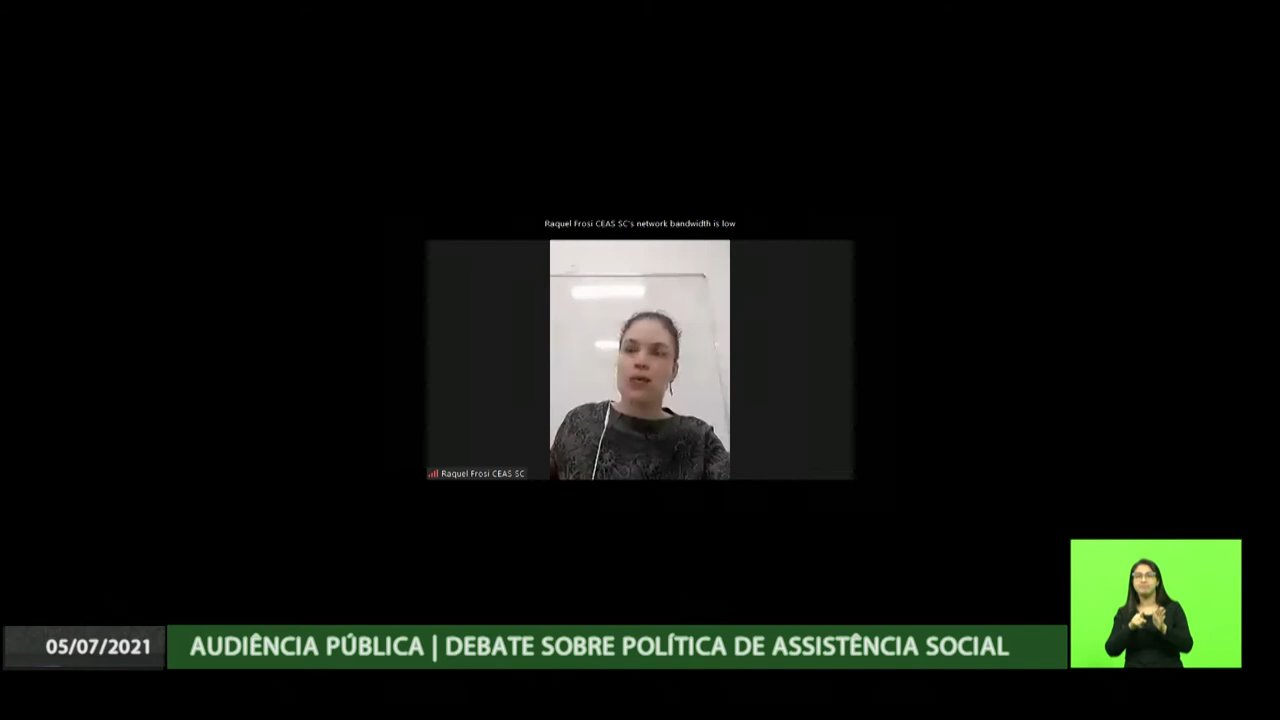 Raquel Frosi CEAS SC's network bandwidth is low
Raquel Frosi CEAS SC
05/07/2021
AUDIÊNCIA PÚBLICA | DEBATE SOBRE POLÍTICA DE ASSISTÊNCIA SOCIAL